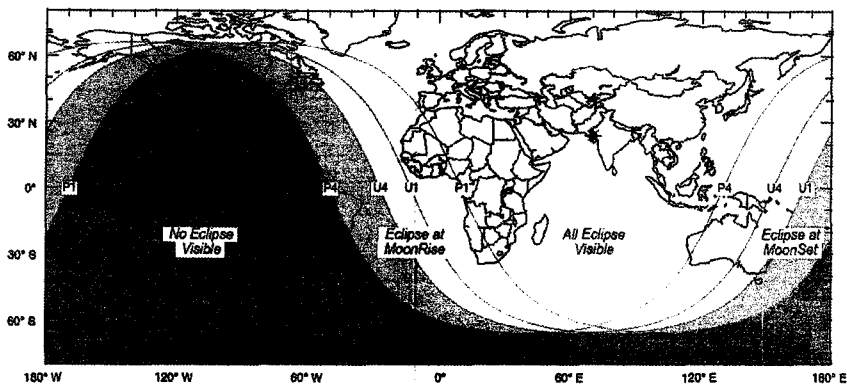 60° N
30° N
0°
30° S
60° S
P1
P4
U4
U1
P1
P4
U4
U1
No Eclipse
Visible
Eclipse at
MoonRise
All Eclipse
Visible
Eclipse at
MoonSet
180° W
120° W
60° W
0°
60° E
120° E
180° E